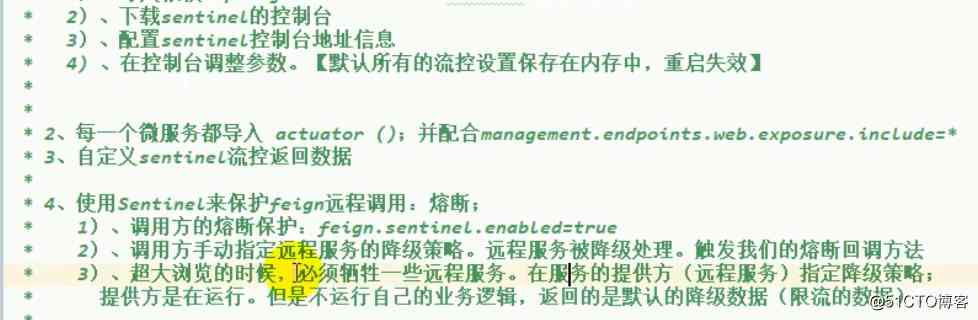 * 2）、下载sentinel的控制台
* 3）、配置sentinel控制台地址信息
* 4）、在控制台调整参数。【默认所有的流控设置保存在内存中，重启失效】
*
*
* 2、每一个微服务都导入 actuator ()；并配合management.endpoints.web.exposure.include=*
* 3、自定义sentinel流控返回数据
*
* 4、使用Sentinel来保护feign远程调用：熔断；
* 1）、调用方的熔断保护：feign.sentinel.enabled=true
* 2）、调用方手动指定远程服务的降级策略。远程服务被降级处理。触发我们的熔断回调方法
* 3）、超大浏览的时候，必须牺牲一些远程服务。在服务的提供方（远程服务）指定降级策略；
* 提供方是在运行。但是不运行自己的业务逻辑，返回的是默认的降级数据（限流的数据）
*
@51CTO博客